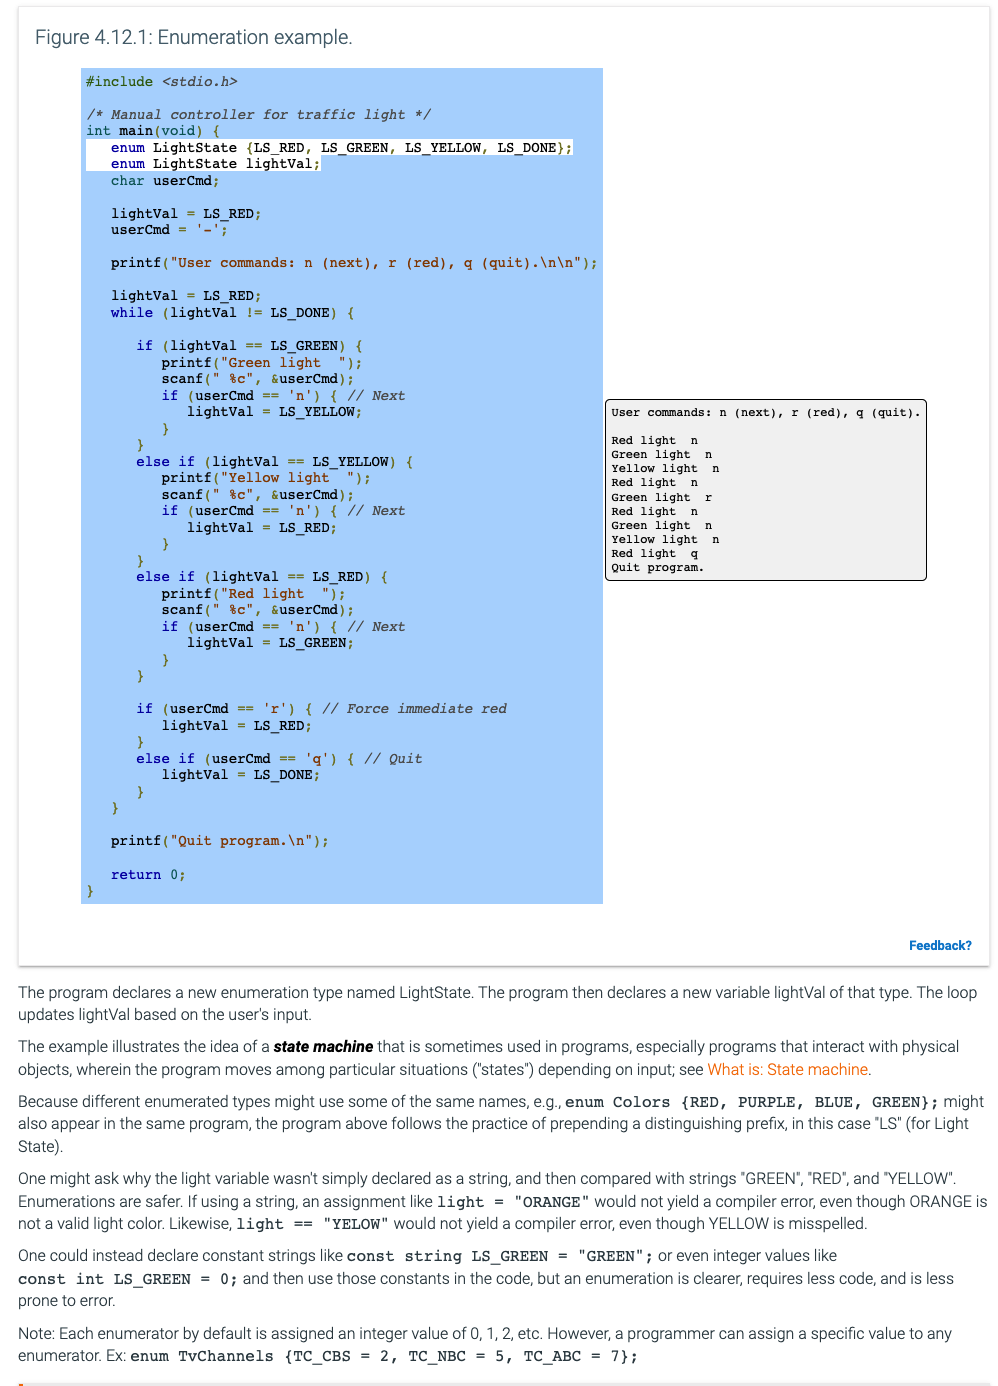 Figure 4.12.1: Enumeration example.
#include <stdio.h>
/* Manual controller for traffic light */
int main(void) {
   enum LightState {LS_RED, LS_GREEN, LS_YELLOW, LS_DONE};
   enum LightState lightVal;
   char userCmd;
   lightVal = LS_RED;
   userCmd = '-';
   printf("User commands: n (next), r (red), q (quit).\n\n");
   lightVal = LS_RED;
   while (lightVal != LS_DONE) {
      if (lightVal == LS_GREEN) {
         printf("Green light  ");
         scanf(" %c", &userCmd);
         if (userCmd == 'n') { // Next
            lightVal = LS_YELLOW;
         }
      }
      else if (lightVal == LS_YELLOW) {
         printf("Yellow light  ");
         scanf(" %c", &userCmd);
         if (userCmd == 'n') { // Next
            lightVal = LS_RED;
         }
      }
      else if (lightVal == LS_RED) {
         printf("Red light  ");
         scanf(" %c", &userCmd);
         if (userCmd == 'n') { // Next
            lightVal = LS_GREEN;
         }
      }
      if (userCmd == 'r') { // Force immediate red
         lightVal = LS_RED;
      }
      else if (userCmd == 'q') { // Quit
         lightVal = LS_DONE;
      }
   }
   printf("Quit program.\n");
   return 0;
}
User commands: n (next), r (red), q (quit).
Red light  n
Green light  n
Yellow light  n
Red light  n
Green light  r
Red light  n
Green light  n
Yellow light  n
Red light  q
Quit program.
Feedback?
The program declares a new enumeration type named LightState. The program then declares a new variable lightVal of that type. The loop
updates lightVal based on the user's input.
The example illustrates the idea of a state machine that is sometimes used in programs, especially programs that interact with physical
objects, wherein the program moves among particular situations ("states") depending on input; see What is: State machine.
Because different enumerated types might use some of the same names, e.g., enum Colors {RED, PURPLE, BLUE, GREEN}; might
also appear in the same program, the program above follows the practice of prepending a distinguishing prefix, in this case "LS" (for Light
State).
One might ask why the light variable wasn't simply declared as a string, and then compared with strings "GREEN", "RED", and "YELLOW".
Enumerations are safer. If using a string, an assignment like light = "ORANGE" would not yield a compiler error, even though ORANGE is
not a valid light color. Likewise, light == "YELOW" would not yield a compiler error, even though YELLOW is misspelled.
One could instead declare constant strings like const string LS_GREEN = "GREEN"; or even integer values like
const int LS_GREEN = 0; and then use those constants in the code, but an enumeration is clearer, requires less code, and is less
prone to error.
Note: Each enumerator by default is assigned an integer value of 0, 1, 2, etc. However, a programmer can assign a specific value to any
enumerator. Ex: enum TvChannels {TC_CBS = 2, TC_NBC = 5, TC_ABC = 7};